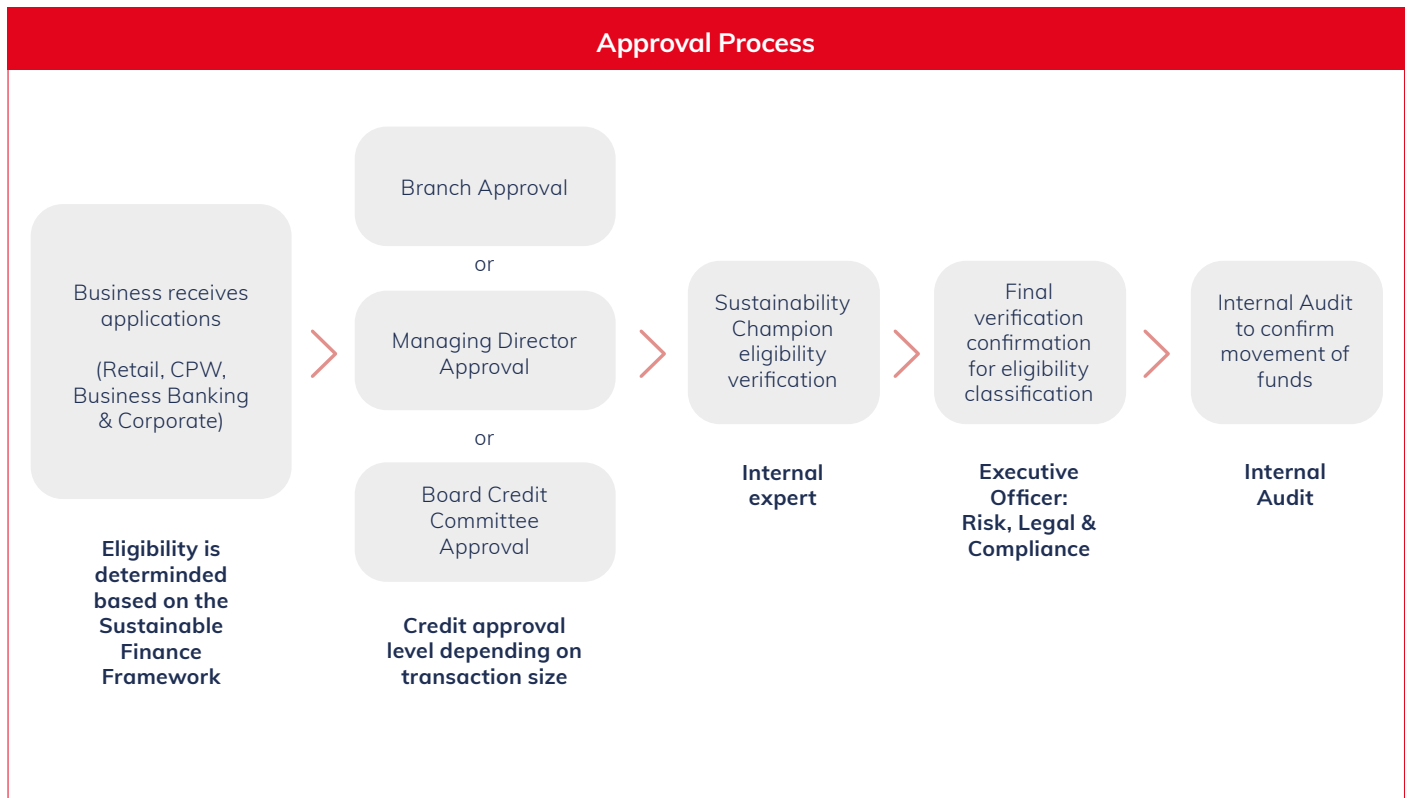 Approval Process
Business receives
applications
(Retail, CPW,
Business Banking
& Corporate)
Eligibility is
determinded
based on the
Sustainable
Finance
Framework
Branch Approval
or
Managing Director
Approval
or
Board Credit
Committee
Approval
Credit approval
level depending on
transaction size
Sustainability
Champion
eligibility
verification
Internal
expert
Final
verification
confirmation
for eligibility
classification
Executive
Officer:
Risk, Legal &
Compliance
Internal Audit
to confirm
movement of
funds
Internal
Audit